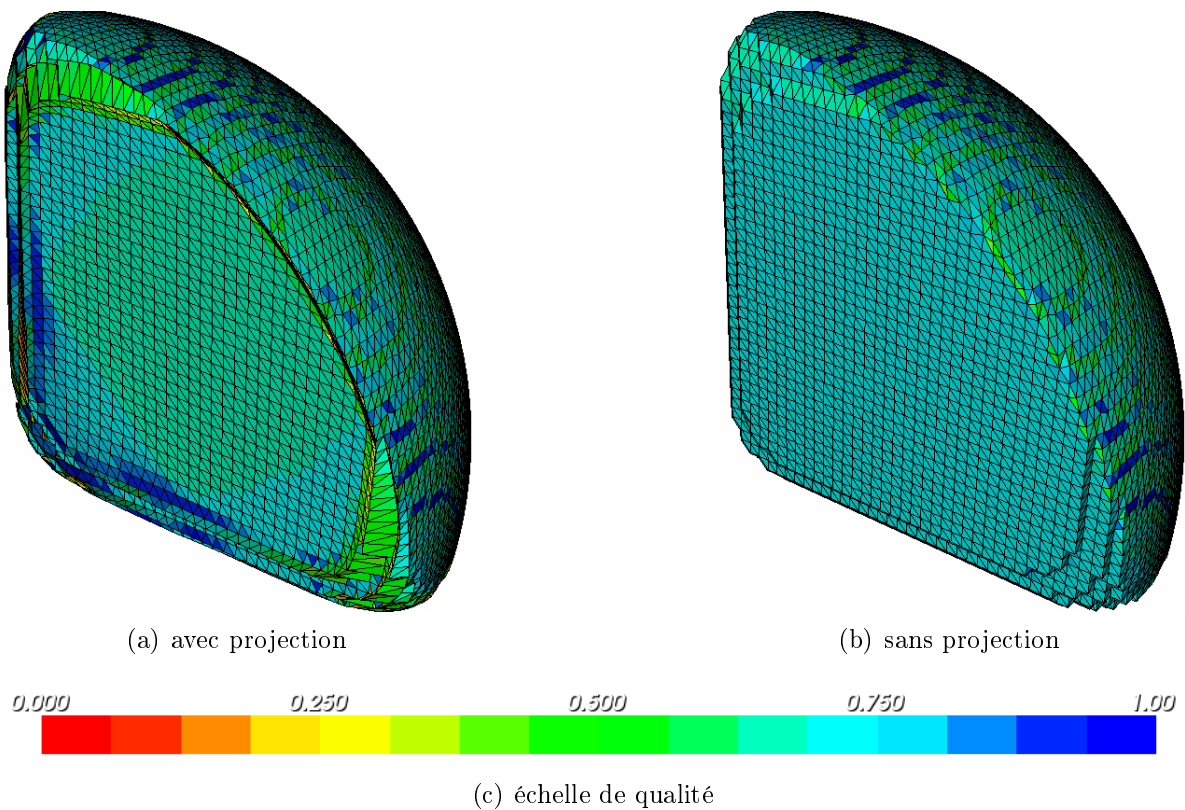 (a) avec projection
(b) sans projection
0.000 0.250 0.500 0.750 1.00
(c) échelle de qualité